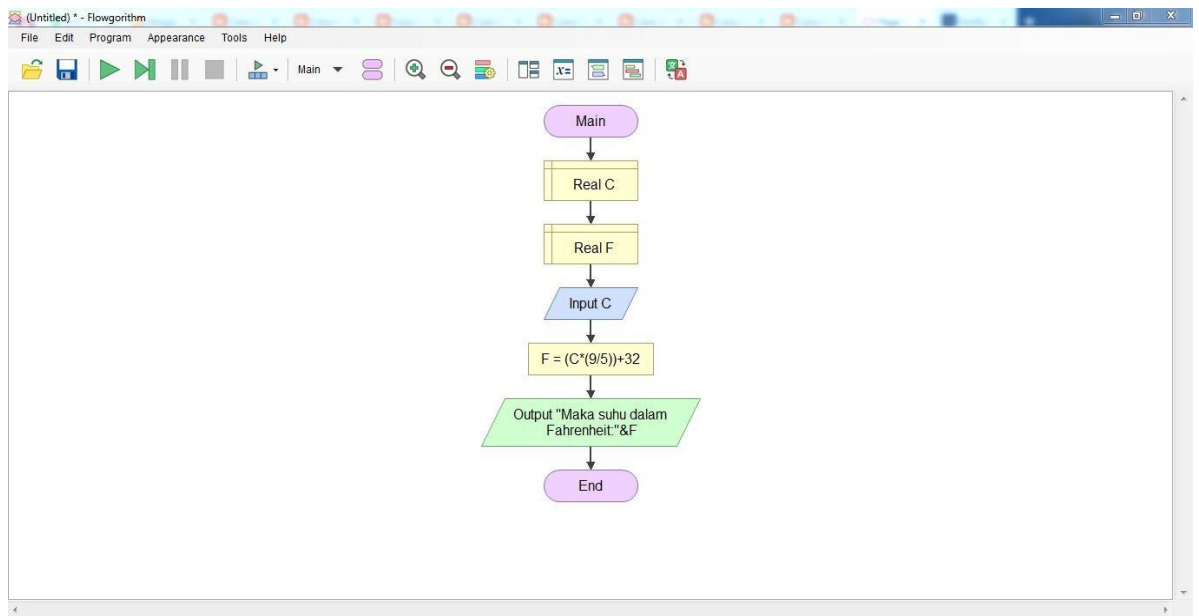 (Untitled) * - Flowgorithm
File Edit Program Appearance Tools Help
Main
x=
Main
Real C
Real F
Input C
F = (C*(9/5))+32
Output "Maka suhu dalam
Fahrenheit:"&F
End